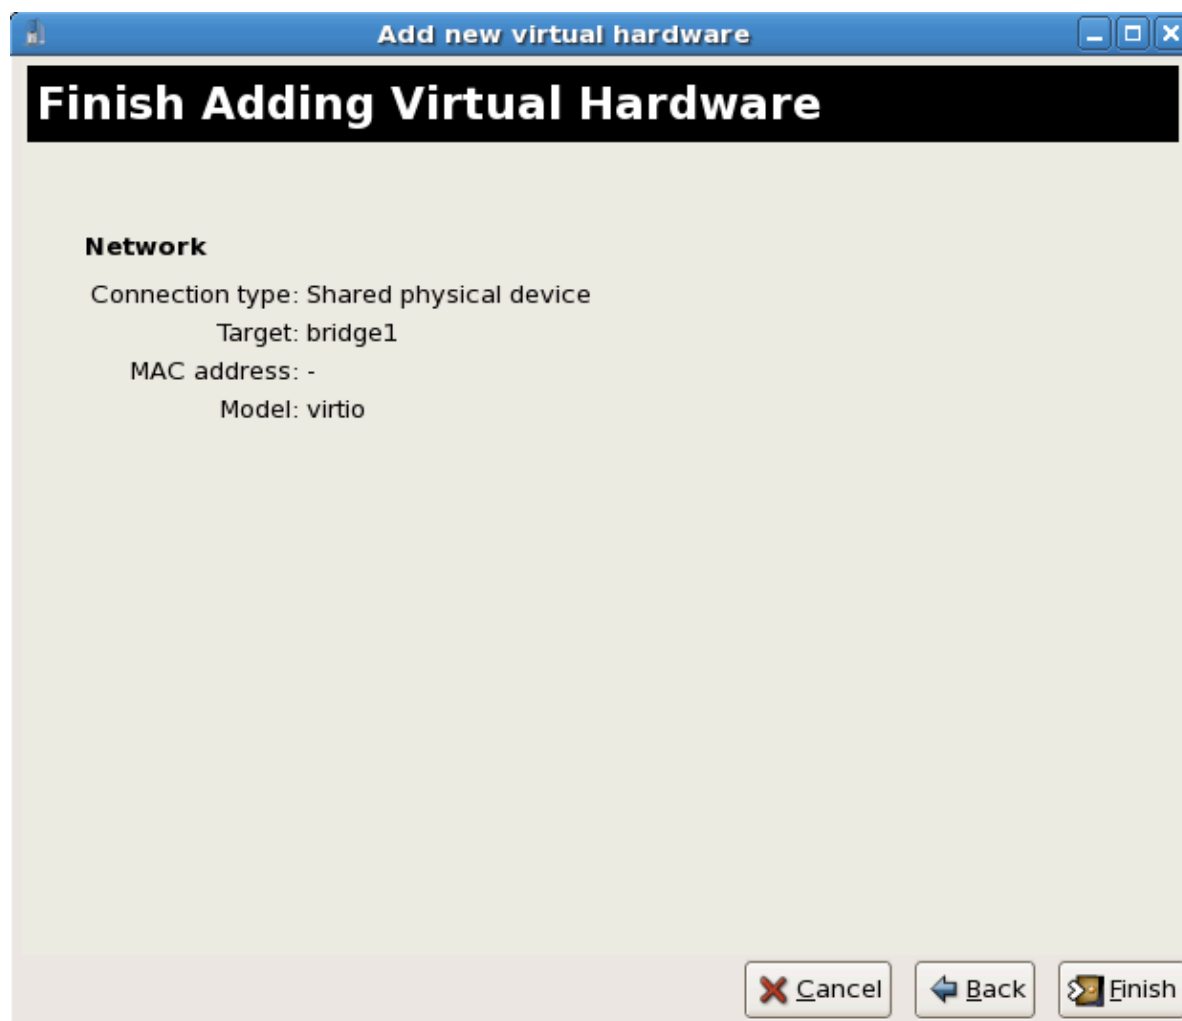 Add new virtual hardware
Finish Adding Virtual Hardware
Network
Connection type: Shared physical device
Target: bridge1
MAC address: -
Model: virtio
Cancel Back Finish